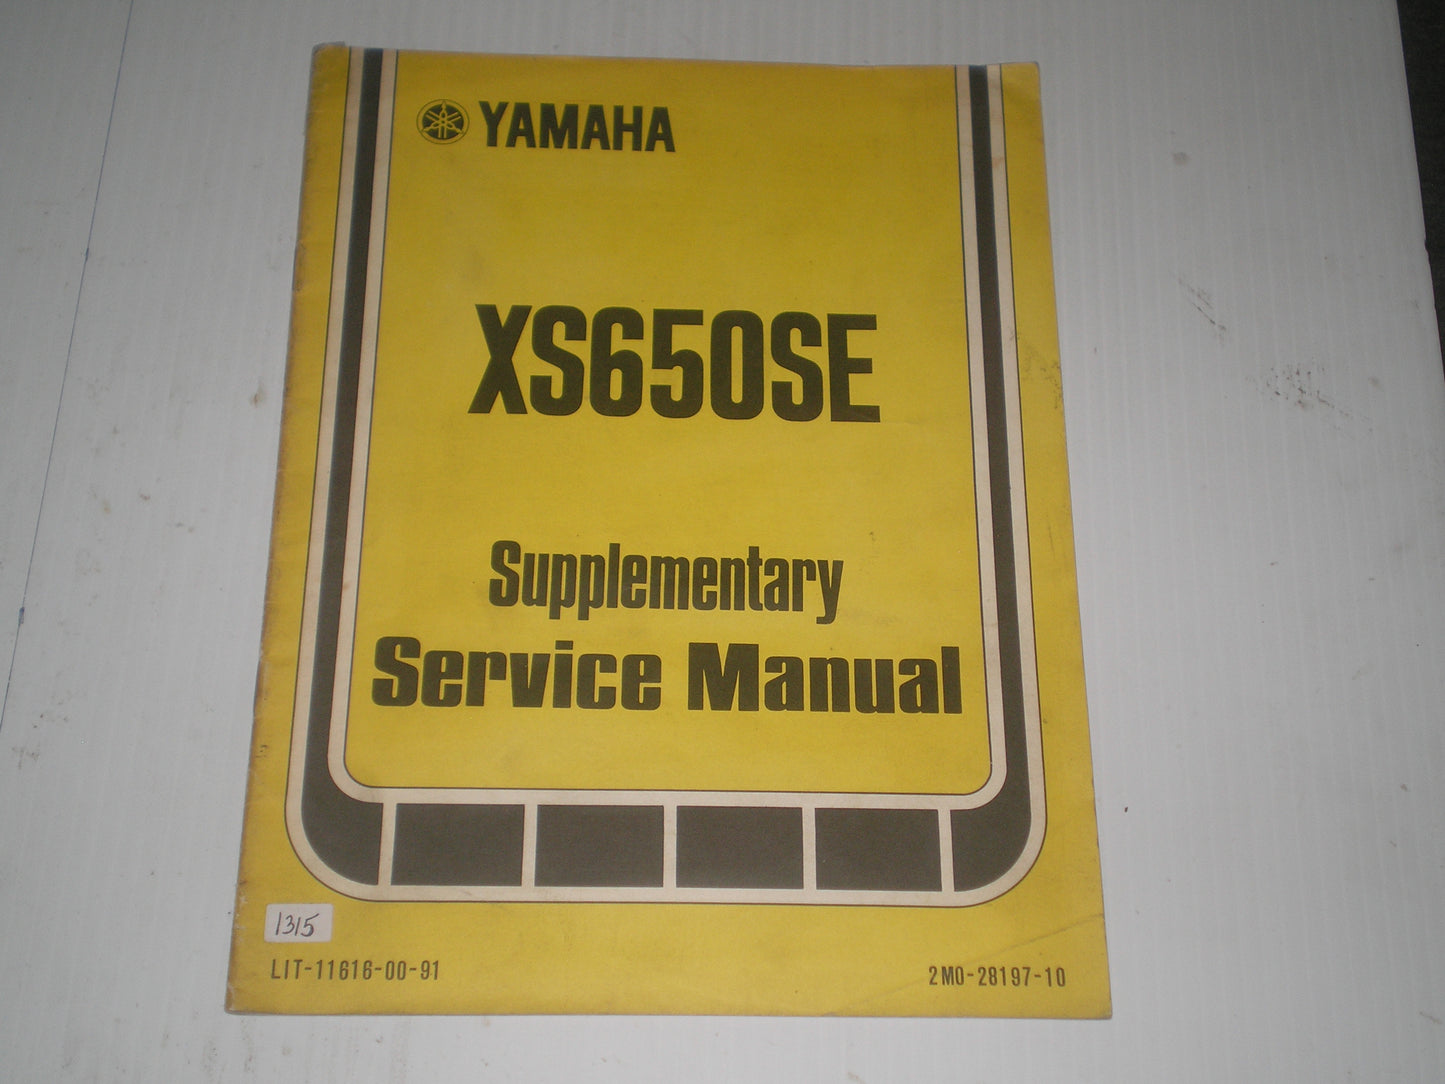 YAMAHA
XS650SE
Supplementary
Service Manual
1315
LIT-11616-00-91
2M0-28197-10